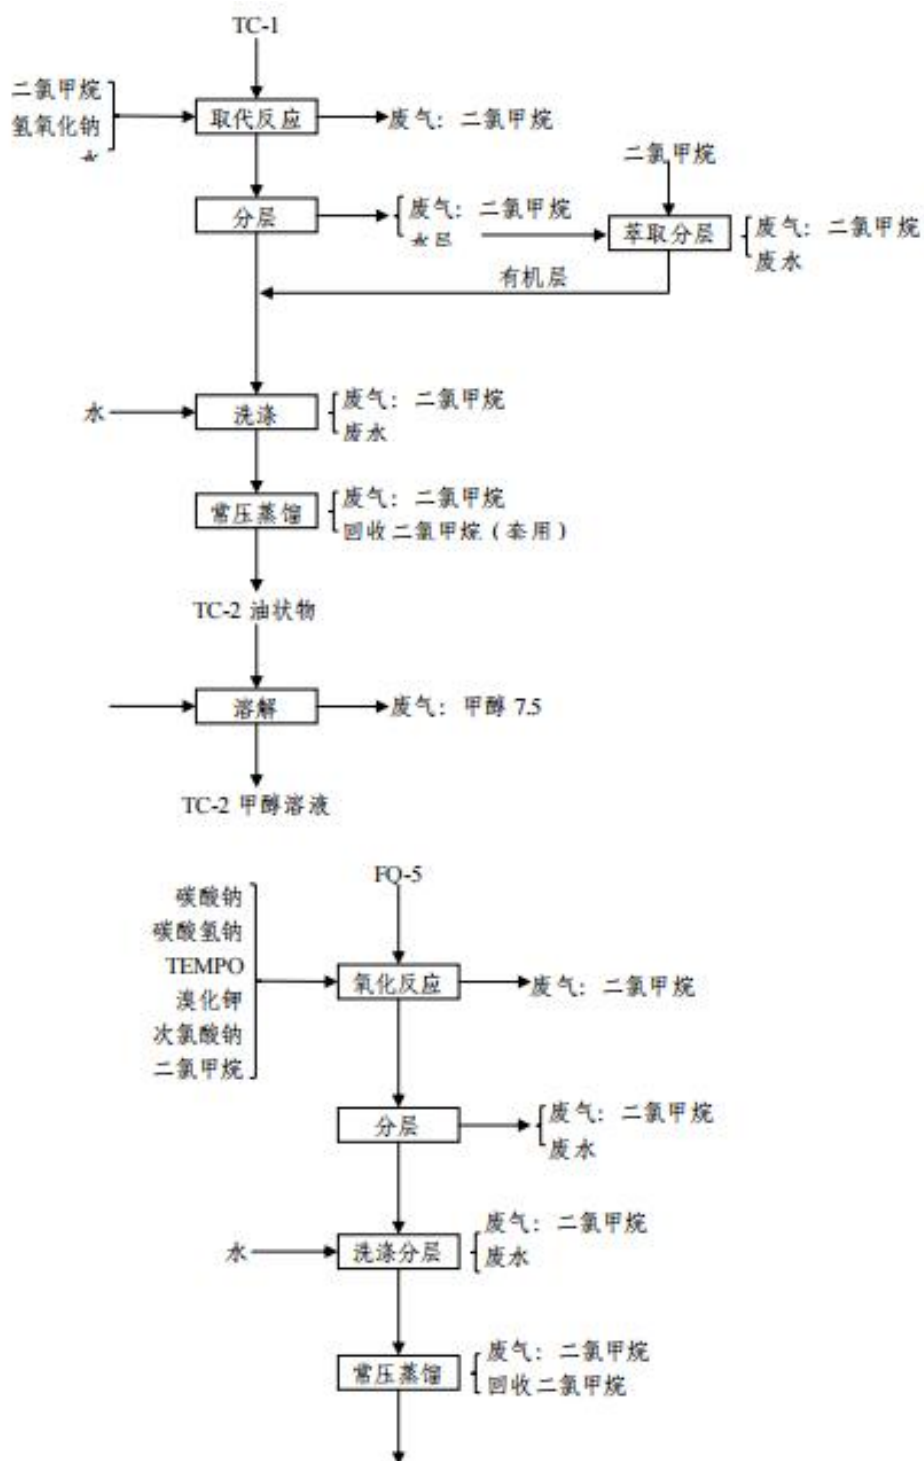 TC-1
二氯甲烷
氢氧化钠
取代反应
废气：二氯甲烷
二氯甲烷
分层
废气：二氯甲烷
萃取分层
废气：二氯甲烷
废水
有机层
水
洗涤
废气：二氯甲烷
废水
常压蒸馏
废气：二氯甲烷
回收二氯甲烷（套用）
TC-2 油状物
溶解
废气：甲醇 7.5
TC-2 甲醇溶液
FQ-5
碳酸钠
碳酸氢钠
TEMPO
溴化钾
次氯酸钠
二氯甲烷
氧化反应
废气：二氯甲烷
分层
废气：二氯甲烷
废水
水
洗涤分层
废气：二氯甲烷
废水
常压蒸馏
废气：二氯甲烷
回收二氯甲烷